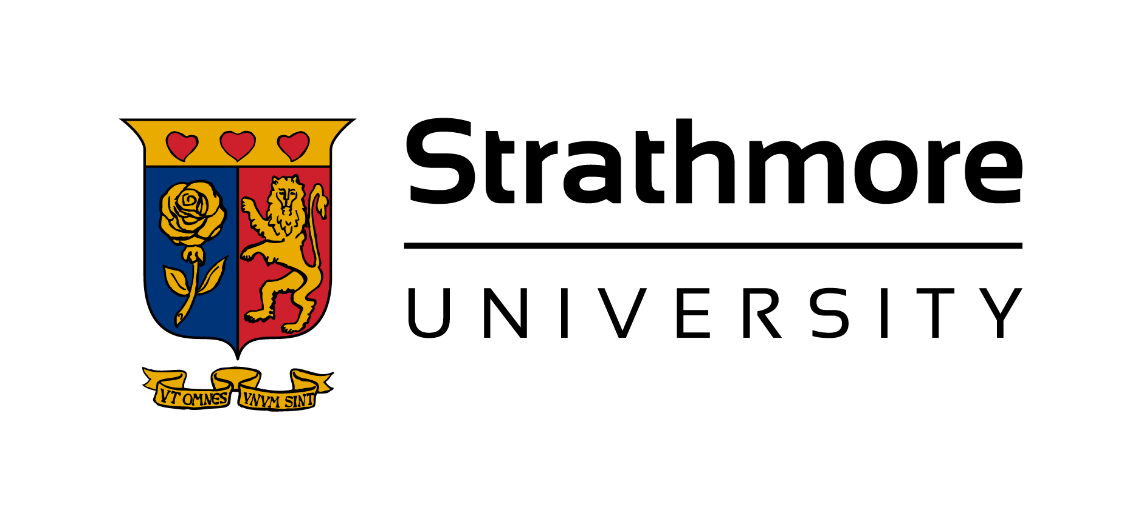 Strathmore
UNIVERSITY
VT OMNES VNVM SINT